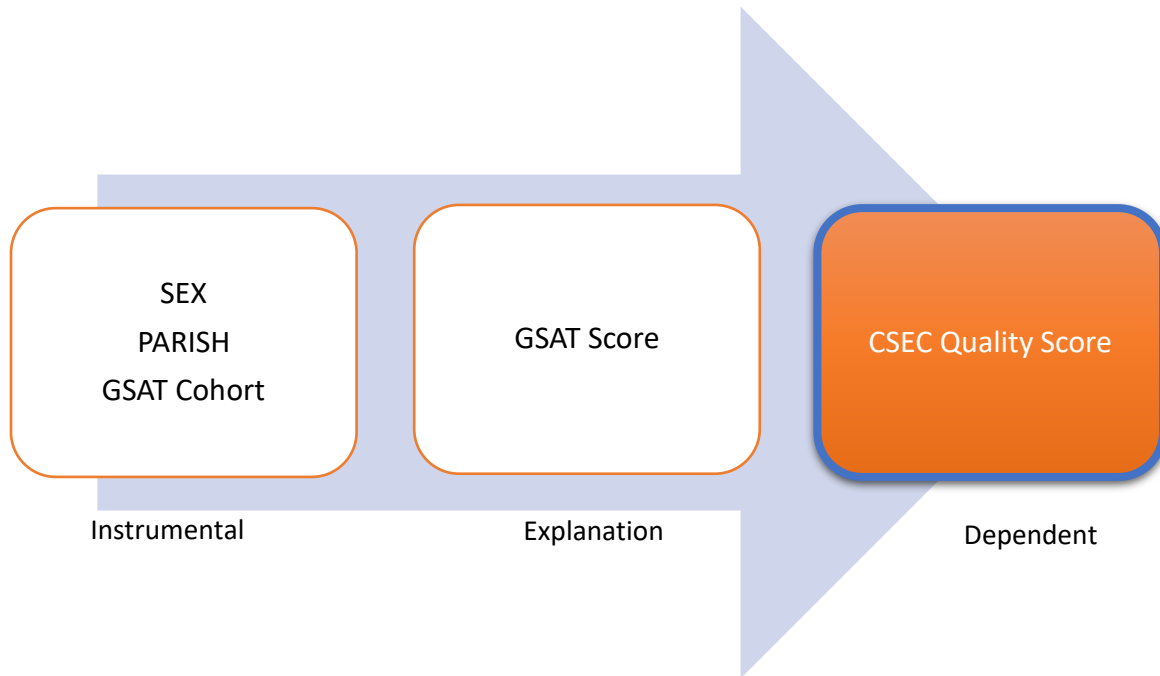 SEX
PARISH
GSAT Cohort
GSAT Score
CSEC Quality Score
Instrumental
Explanation
Dependent